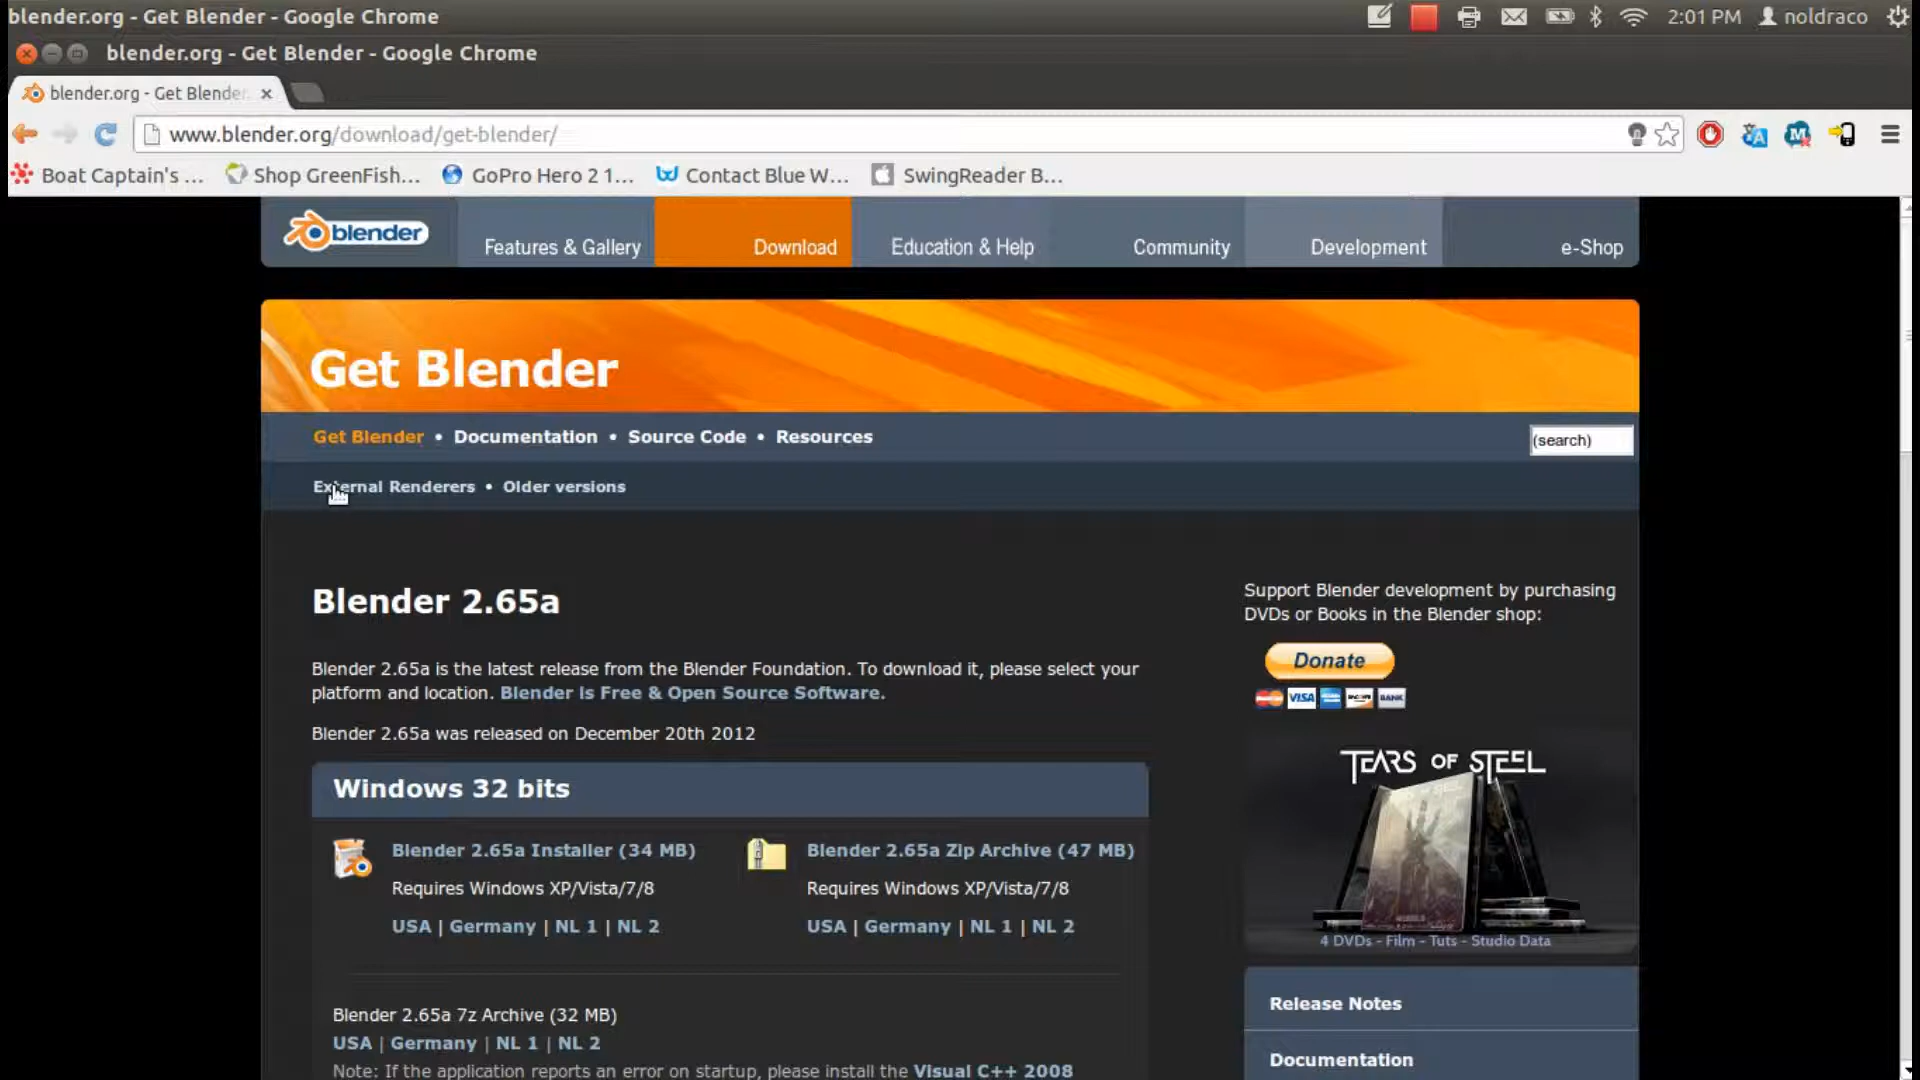 blender.org - Get Blender - Google Chrome
2:01 PM noldraco
blender.org - Get Blender - Google Chrome
blender.org - Get Blender
www.blender.org/download/get-blender/
Boat Captain's ... Shop GreenFish... GoPro Hero 2 1... Contact Blue W... SwingReader B...
blender Features & Gallery Download Education & Help Community Development e-Shop
Get Blender
Get Blender • Documentation • Source Code • Resources (search)
External Renderers • Older versions
Blender 2.65a
Blender 2.65a is the latest release from the Blender Foundation. To download it, please select your
platform and location. Blender is Free & Open Source Software.
Blender 2.65a was released on December 20th 2012
Windows 32 bits
Blender 2.65a Installer (34 MB)
Requires Windows XP/Vista/7/8
USA | Germany | NL 1 | NL 2
Blender 2.65a Zip Archive (47 MB)
Requires Windows XP/Vista/7/8
USA | Germany | NL 1 | NL 2
Blender 2.65a 7z Archive (32 MB)
USA | Germany | NL 1 | NL 2
Note: If the application reports an error on startup, please install the Visual C++ 2008
Support Blender development by purchasing
DVDs or Books in the Blender shop:
Donate
VISA BANK
TEARS OF STEEL
4 DVDs - Film - Tuts - Studio Data
Release Notes
Documentation